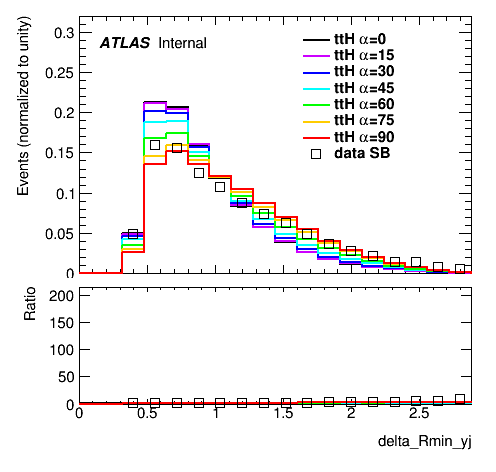 0.3
0.25
0.2
0.15
0.1
0.05
0
Events (normalized to unity)
ATLAS Internal
ttH α=0
ttH α=15
ttH α=30
ttH α=45
ttH α=60
ttH α=75
ttH α=90
data SB
Ratio
200
150
100
50
0
0 0.5 1 1.5 2 2.5
delta_Rmin_yj